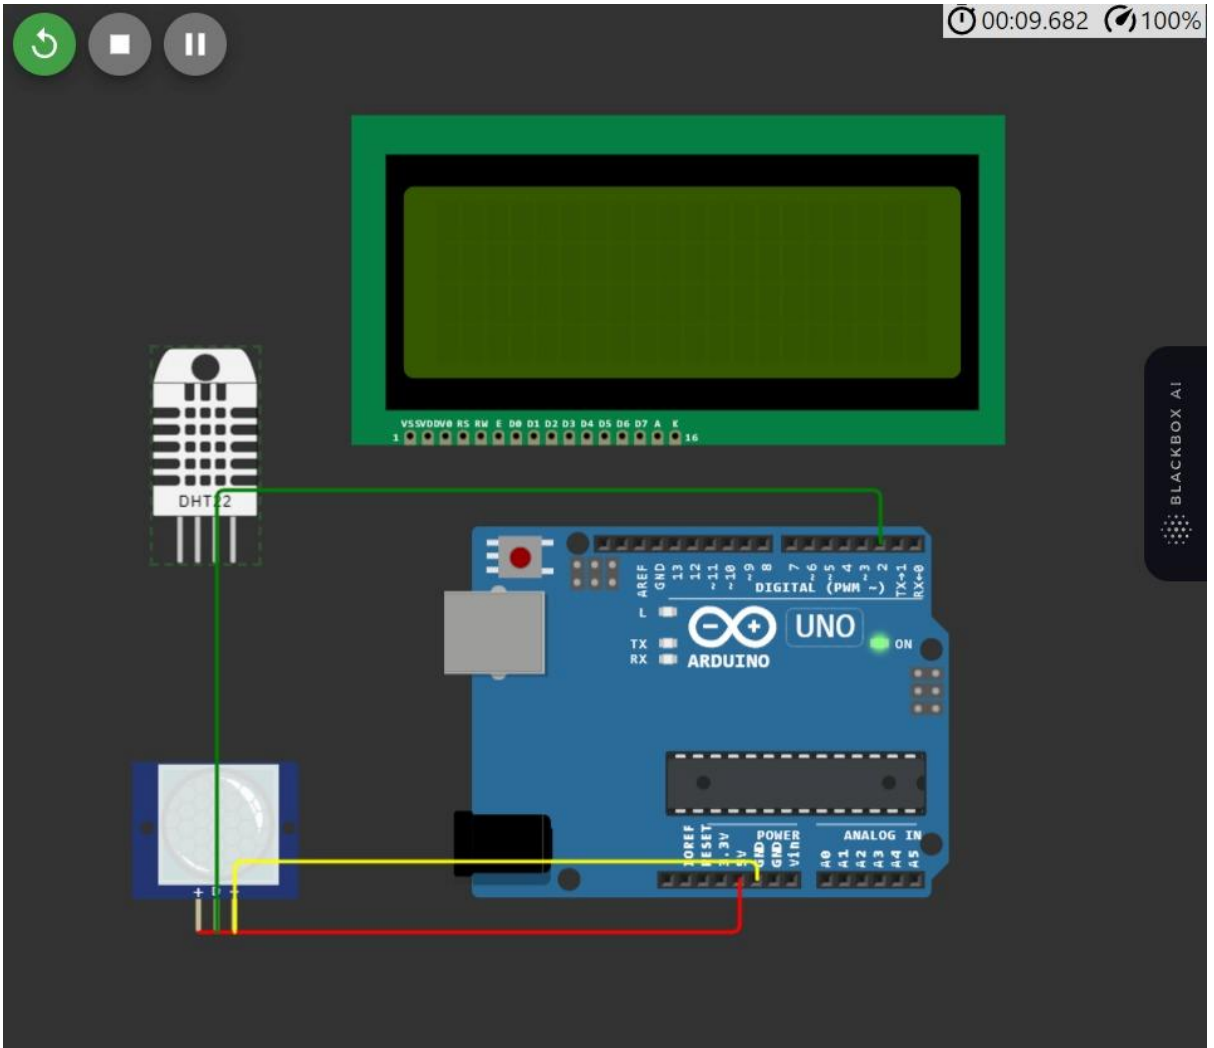 00:09.682 100%
VSS VDD V0 RS RW E D0 D1 D2 D3 D4 D5 D6 D7 A K
1 16
BLACKBOX AI
DHT22
AREF GND 13 12 ~11 ~10 ~9 8 7 ~6 ~5 4 ~3 2 TX→1 RX←0
DIGITAL (PWM ~)
L
UNO
TX
ON
RX
ARDUINO
IOREF RESET 3.3V 5V GND GND Vin
POWER
ANALOG IN
A0 A1 A2 A3 A4 A5
+ D -